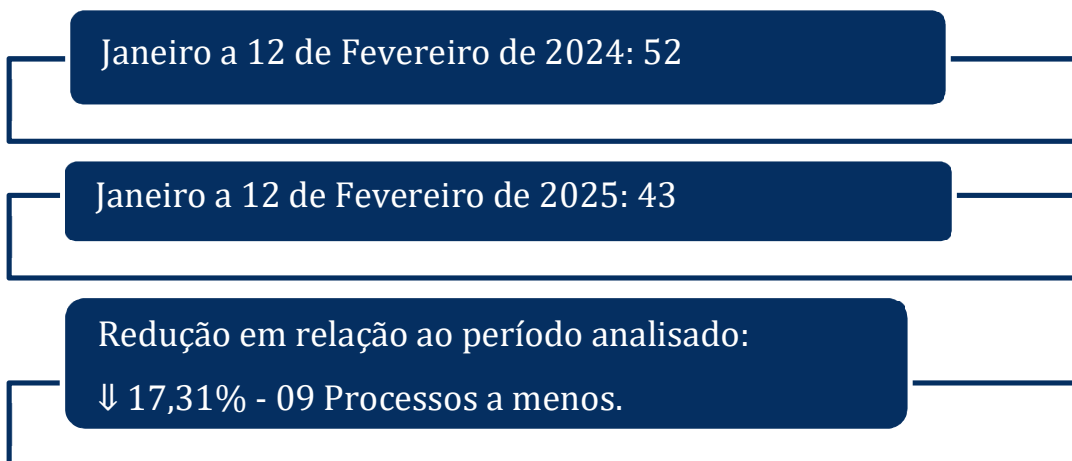 Janeiro a 12 de Fevereiro de 2024: 52
Janeiro a 12 de Fevereiro de 2025: 43
Redução em relação ao período analisado:
⇓ 17,31% - 09 Processos a menos.